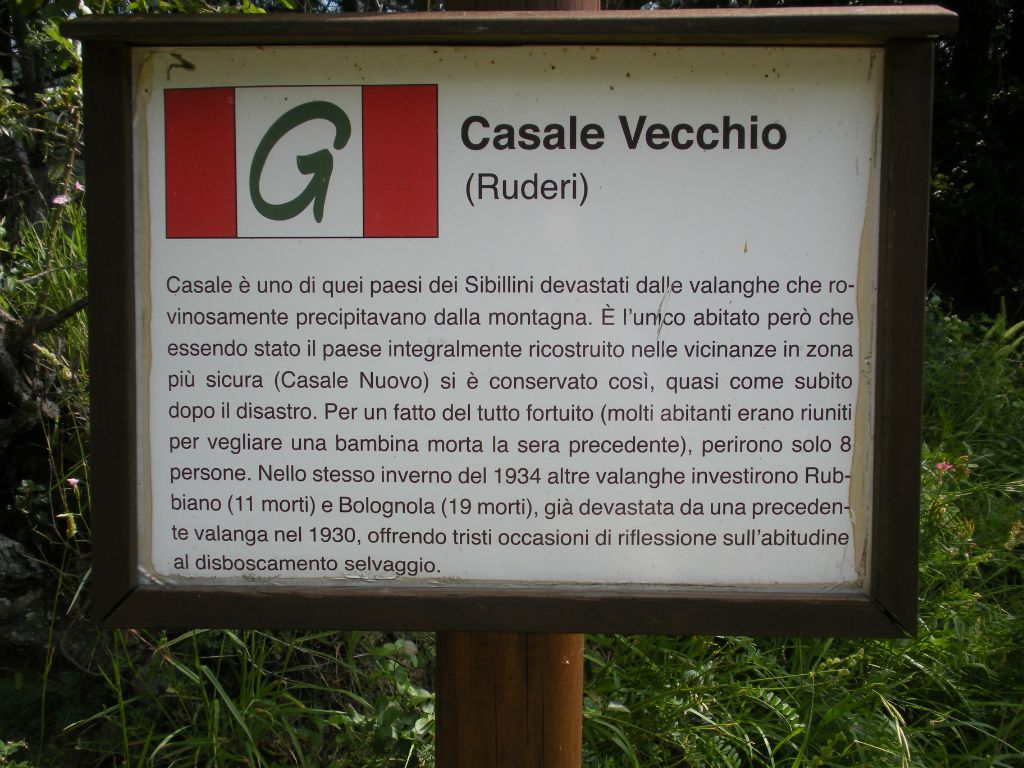 G
Casale Vecchio
(Ruderi)
Casale è uno di quei paesi dei Sibillini devastati dalle valanghe che ro-
vinosamente precipitavano dalla montagna. È l'unico abitato però che
essendo stato il paese integralmente ricostruito nelle vicinanze in zona
più sicura (Casale Nuovo) si è conservato così, quasi come subito
dopo il disastro. Per un fatto del tutto fortuito (molti abitanti erano riuniti
per vegliare una bambina morta la sera precedente), perirono solo 8
persone. Nello stesso inverno del 1934 altre valanghe investirono Rub-
biano (11 morti) e Bolognola (19 morti), già devastata da una preceden-
te valanga nel 1930, offrendo tristi occasioni di riflessione sull'abitudine
al disboscamento selvaggio.